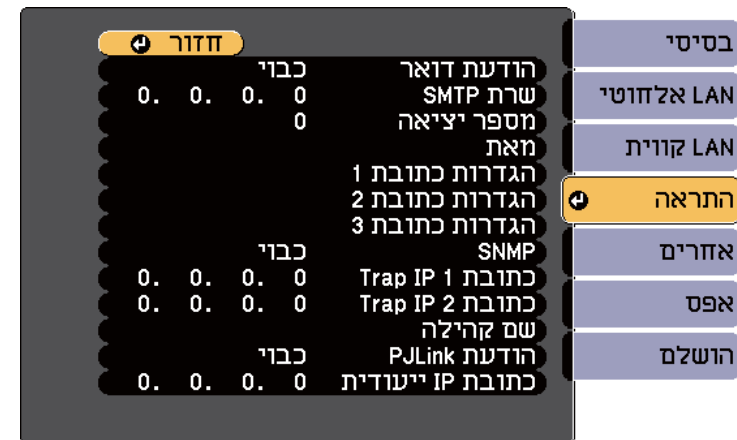 בסיסי
LAN אלחוטי
LAN קווית
התראה
אחרים
אפס
הושלם
חזור
הודעת דואר כבוי
שרת SMTP 0. 0. 0. 0
מספר יציאה 0
מאת
הגדרות כתובת 1
הגדרות כתובת 2
הגדרות כתובת 3
SNMP כבוי
כתובת Trap IP 1 0. 0. 0. 0
כתובת Trap IP 2 0. 0. 0. 0
שם קהילה
הודעת PJLink כבוי
כתובת IP ייעודית 0. 0. 0. 0